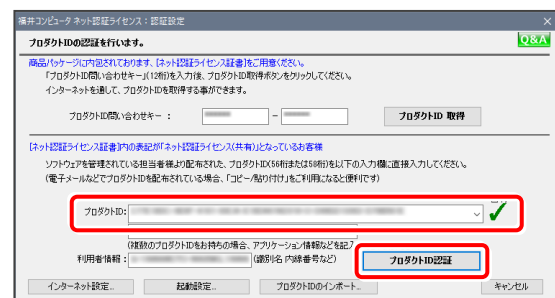 福井コンピュータ ネット認証ライセンス：認証設定
プロダクトIDの認証を行います。
Q&A
商品パッケージに内包されております、[ネット認証ライセンス証書]をご用意ください。
「プロダクトID問い合わせキー」(12桁)を入力後、プロダクトID取得ボタンをクリックしてください。
インターネットを通して、プロダクトIDを取得する事ができます。
プロダクトID問い合わせキー：
-
プロダクトID 取得
[ネット認証ライセンス証書]内の表記が「ネット認証ライセンス(共有)」となっているお客様
ソフトウェアを管理されている担当者様より配布された、プロダクトID(56桁または58桁)を以下の入力欄に直接入力してください。
(電子メールなどでプロダクトIDを配布されている場合、「コピー/貼り付け」をご利用になると便利です)
プロダクトID:
(複数のプロダクトIDをお持ちの場合、アプリケーション情報などを記入
利用者情報：
(識別名 内線番号など)
プロダクトID認証
インターネット設定...
起動設定...
プロダクトIDのインポート...
キャンセル